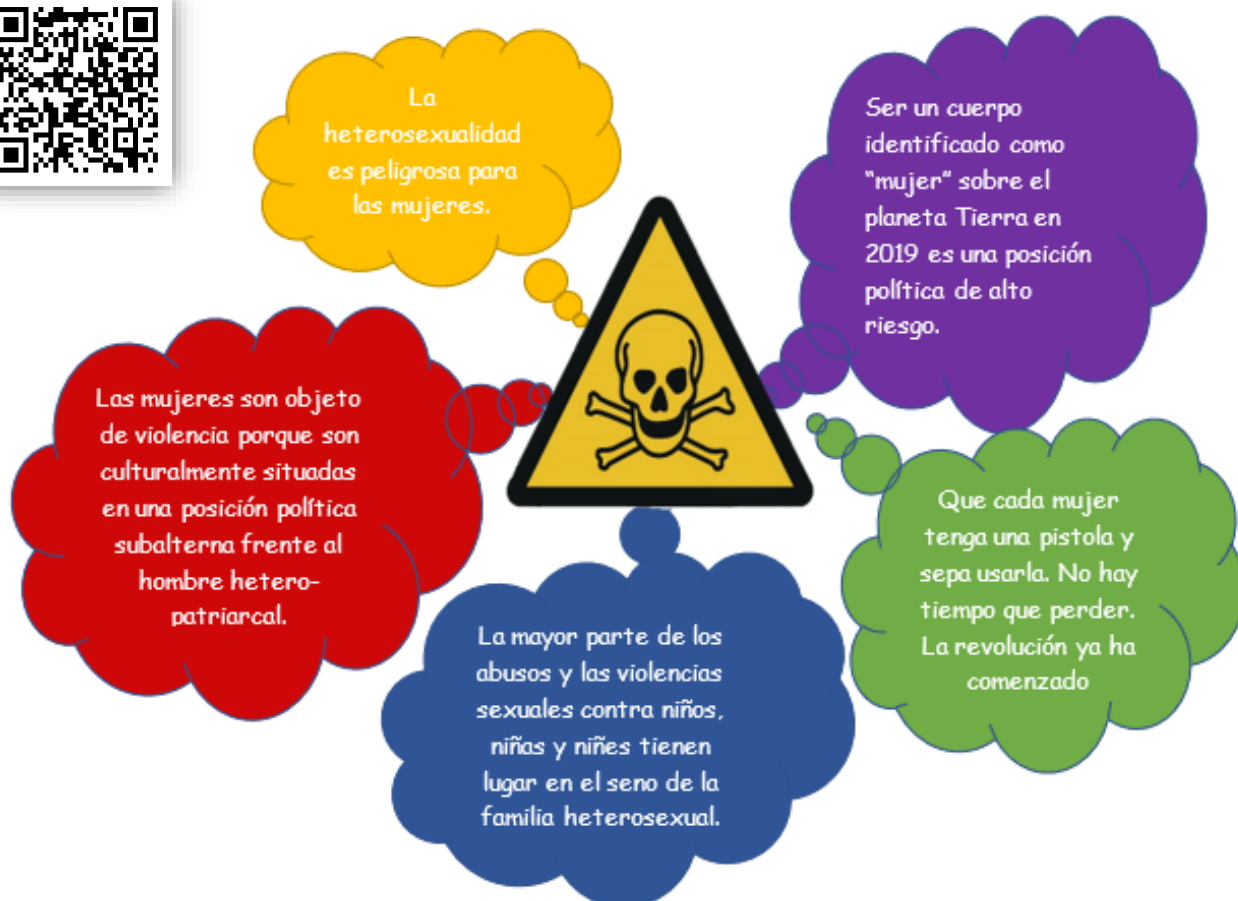 La
heterosexualidad
es peligrosa para
las mujeres.
Ser un cuerpo
identificado como
"mujer" sobre el
planeta Tierra en
2019 es una posición
política de alto
riesgo.
Las mujeres son objeto
de violencia porque son
culturalmente situadas
en una posición política
subalterna frente al
hombre hetero-
patriarcal.
Que cada mujer
tenga una pistola y
sepa usarla. No hay
tiempo que perder.
La revolución ya ha
comenzado
La mayor parte de los
abusos y las violencias
sexuales contra niños,
niñas y niñes tienen
lugar en el seno de la
familia heterosexual.